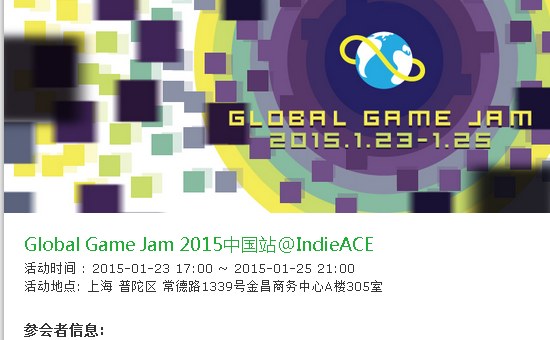 GLOBAL GAME JAM
2015.1.23-1.25
Global Game Jam 2015中国站@IndieACE
活动时间：2015-01-23 17:00 ~ 2015-01-25 21:00
活动地点: 上海 普陀区 常德路1339号金昌商务中心A楼305室
参会者信息: